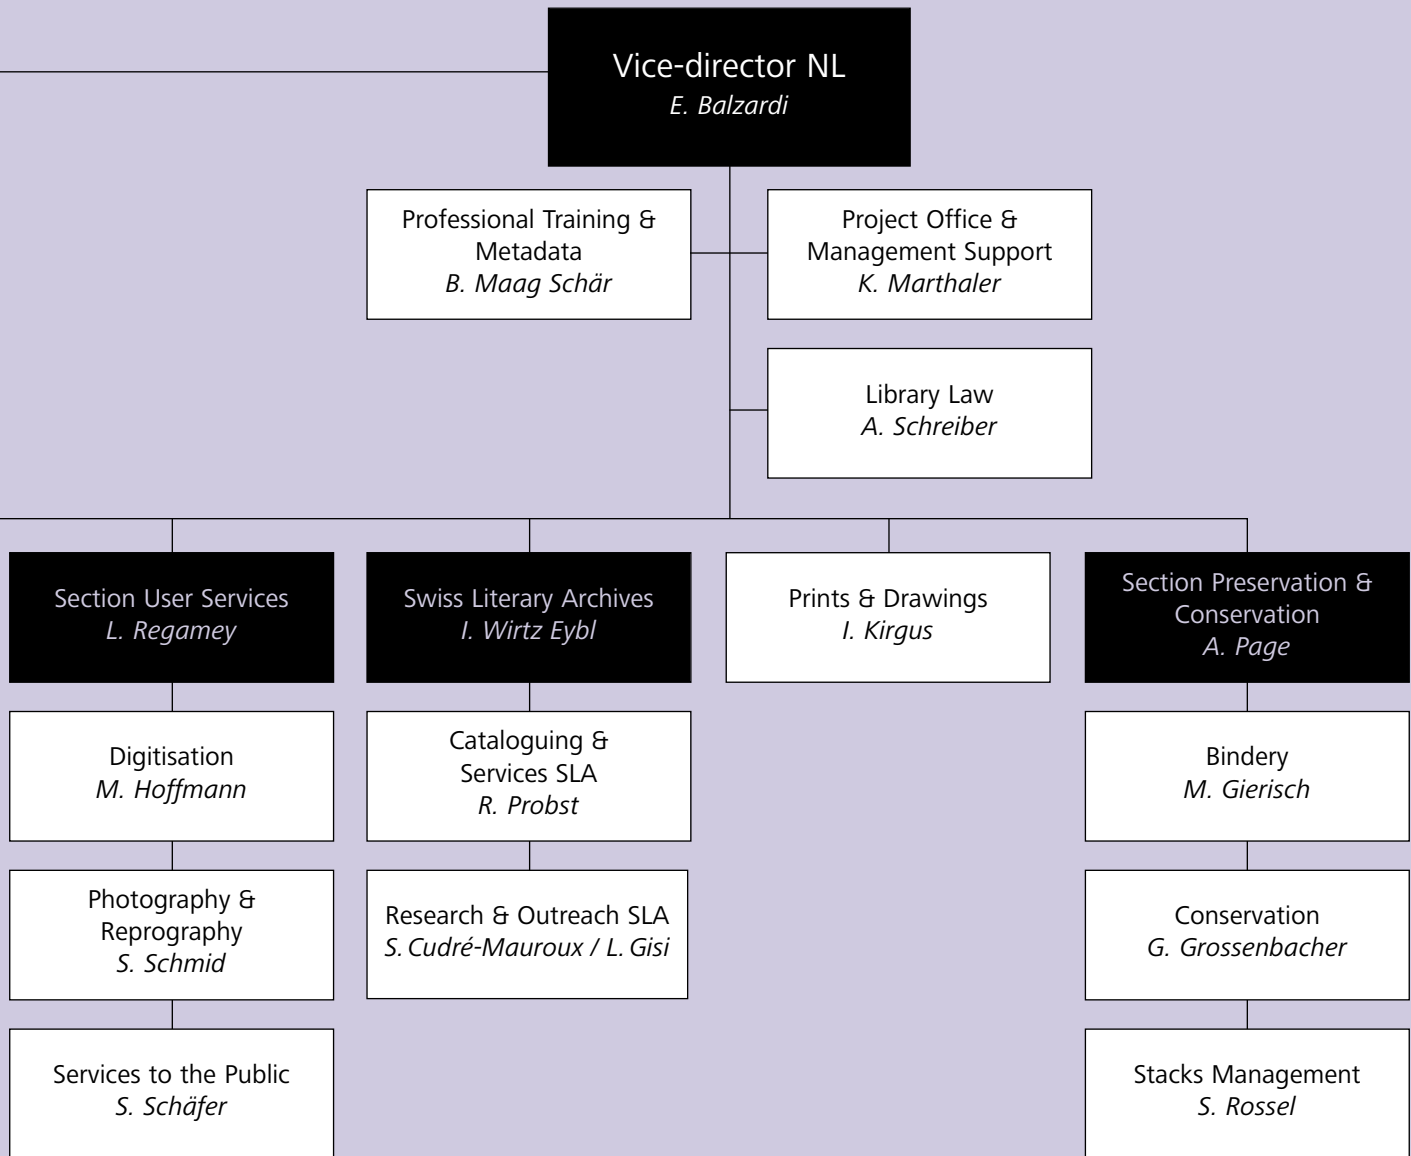 Vice-director NL
E. Balzardi
Professional Training &
Metadata
B. Maag Schär
Project Office &
Management Support
K. Marthaler
Library Law
A. Schreiber
Section User Services
L. Regamey
Swiss Literary Archives
I. Wirtz Eybl
Prints & Drawings
I. Kirgus
Section Preservation &
Conservation
A. Page
Digitisation
M. Hoffmann
Cataloguing &
Services SLA
R. Probst
Bindery
M. Gierisch
Photography &
Reprography
S. Schmid
Research & Outreach SLA
S. Cudré-Mauroux / L. Gisi
Conservation
G. Grossenbacher
Services to the Public
S. Schäfer
Stacks Management
S. Rossel